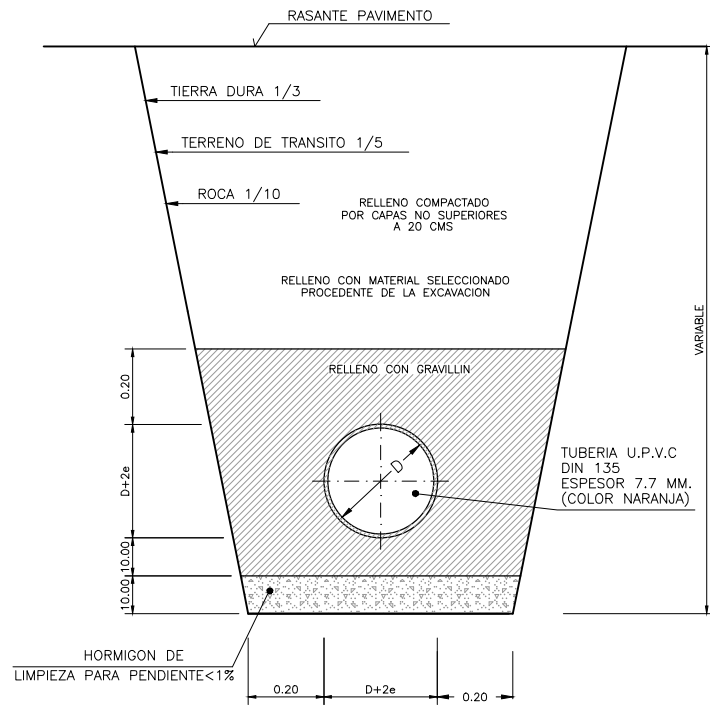 RASANTE PAVIMENTO
TIERRA DURA 1/3
TERRENO DE TRANSITO 1/5
ROCA 1/10
RELLENO COMPACTADO
POR CAPAS NO SUPERIORES
A 20 CMS
RELLENO CON MATERIAL SELECCIONADO
PROCEDENTE DE LA EXCAVACION
VARIABLE
RELLENO CON GRAVILLIN
0.20
D+2e
10.00
10.00
D
TUBERIA U.P.V.C
DIN 135
ESPESOR 7.7 MM.
(COLOR NARANJA)
HORMIGON DE
LIMPIEZA PARA PENDIENTE<1%
0.20
D+2e
0.20